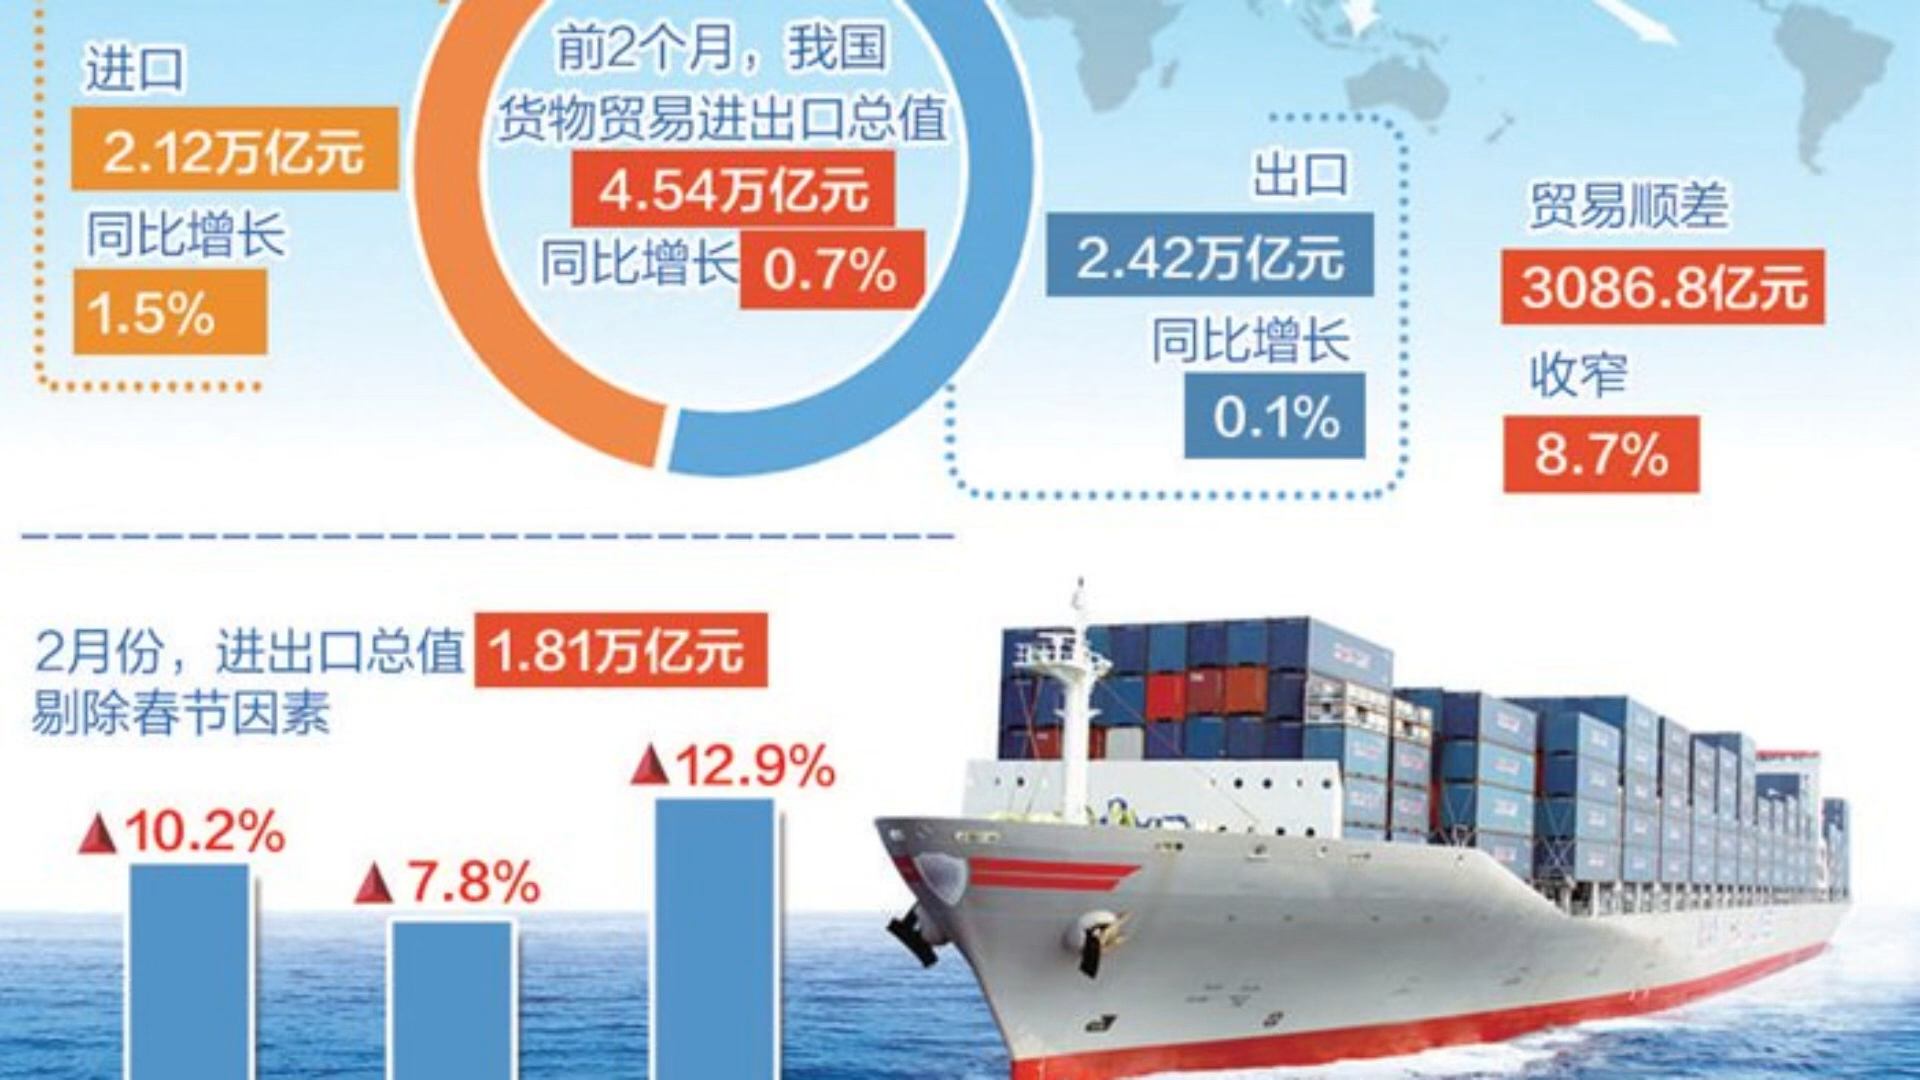 进口
2.12万亿元
同比增长
1.5%
前2个月，我国
货物贸易进出口总值
4.54万亿元
同比增长 0.7%
出口
2.42万亿元
同比增长
0.1%
贸易顺差
3086.8亿元
收窄
8.7%
2月份，进出口总值 1.81万亿元
剔除春节因素
▲10.2%
▲7.8%
▲12.9%